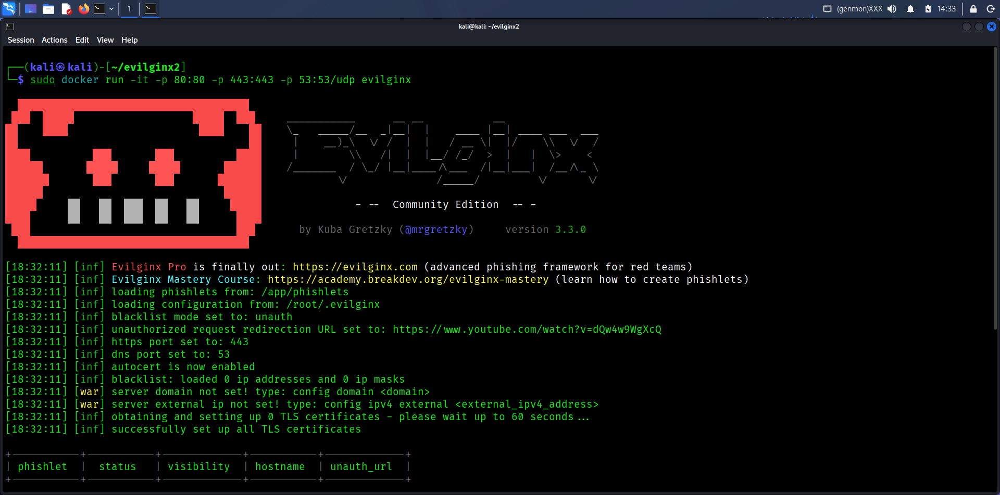 1
(genmon)XXX
14:33
kali@kali: ~/evilginx2
Session Actions Edit View Help
┌──(kali㉿kali)-[~/evilginx2]
└─$ sudo docker run -it -p 80:80 -p 443:443 -p 53:53/udp evilginx
Evilginx
- -- Community Edition -- -
by Kuba Gretzky (@mrgretzky) version 3.3.0
[18:32:11] [inf] Evilginx Pro is finally out: https://evilginx.com (advanced phishing framework for red teams)
[18:32:11] [inf] Evilginx Mastery Course: https://academy.breakdev.org/evilginx-mastery (learn how to create phishlets)
[18:32:11] [inf] loading phishlets from: /app/phishlets
[18:32:11] [inf] loading configuration from: /root/.evilginx
[18:32:11] [inf] blacklist mode set to: unauth
[18:32:11] [inf] unauthorized request redirection URL set to: https://www.youtube.com/watch?v=dQw4w9WgXcQ
[18:32:11] [inf] https port set to: 443
[18:32:11] [inf] dns port set to: 53
[18:32:11] [inf] autocert is now enabled
[18:32:11] [inf] blacklist: loaded 0 ip addresses and 0 ip masks
[18:32:11] [war] server domain not set! type: config domain <domain>
[18:32:11] [war] server external ip not set! type: config ipv4 external <external_ipv4_address>
[18:32:11] [inf] obtaining and setting up 0 TLS certificates - please wait up to 60 seconds...
[18:32:11] [inf] successfully set up all TLS certificates
+-----------+-----------+-------------+-----------+-------------+
| phishlet | status | visibility | hostname | unauth_url |
+-----------+-----------+-------------+-----------+-------------+